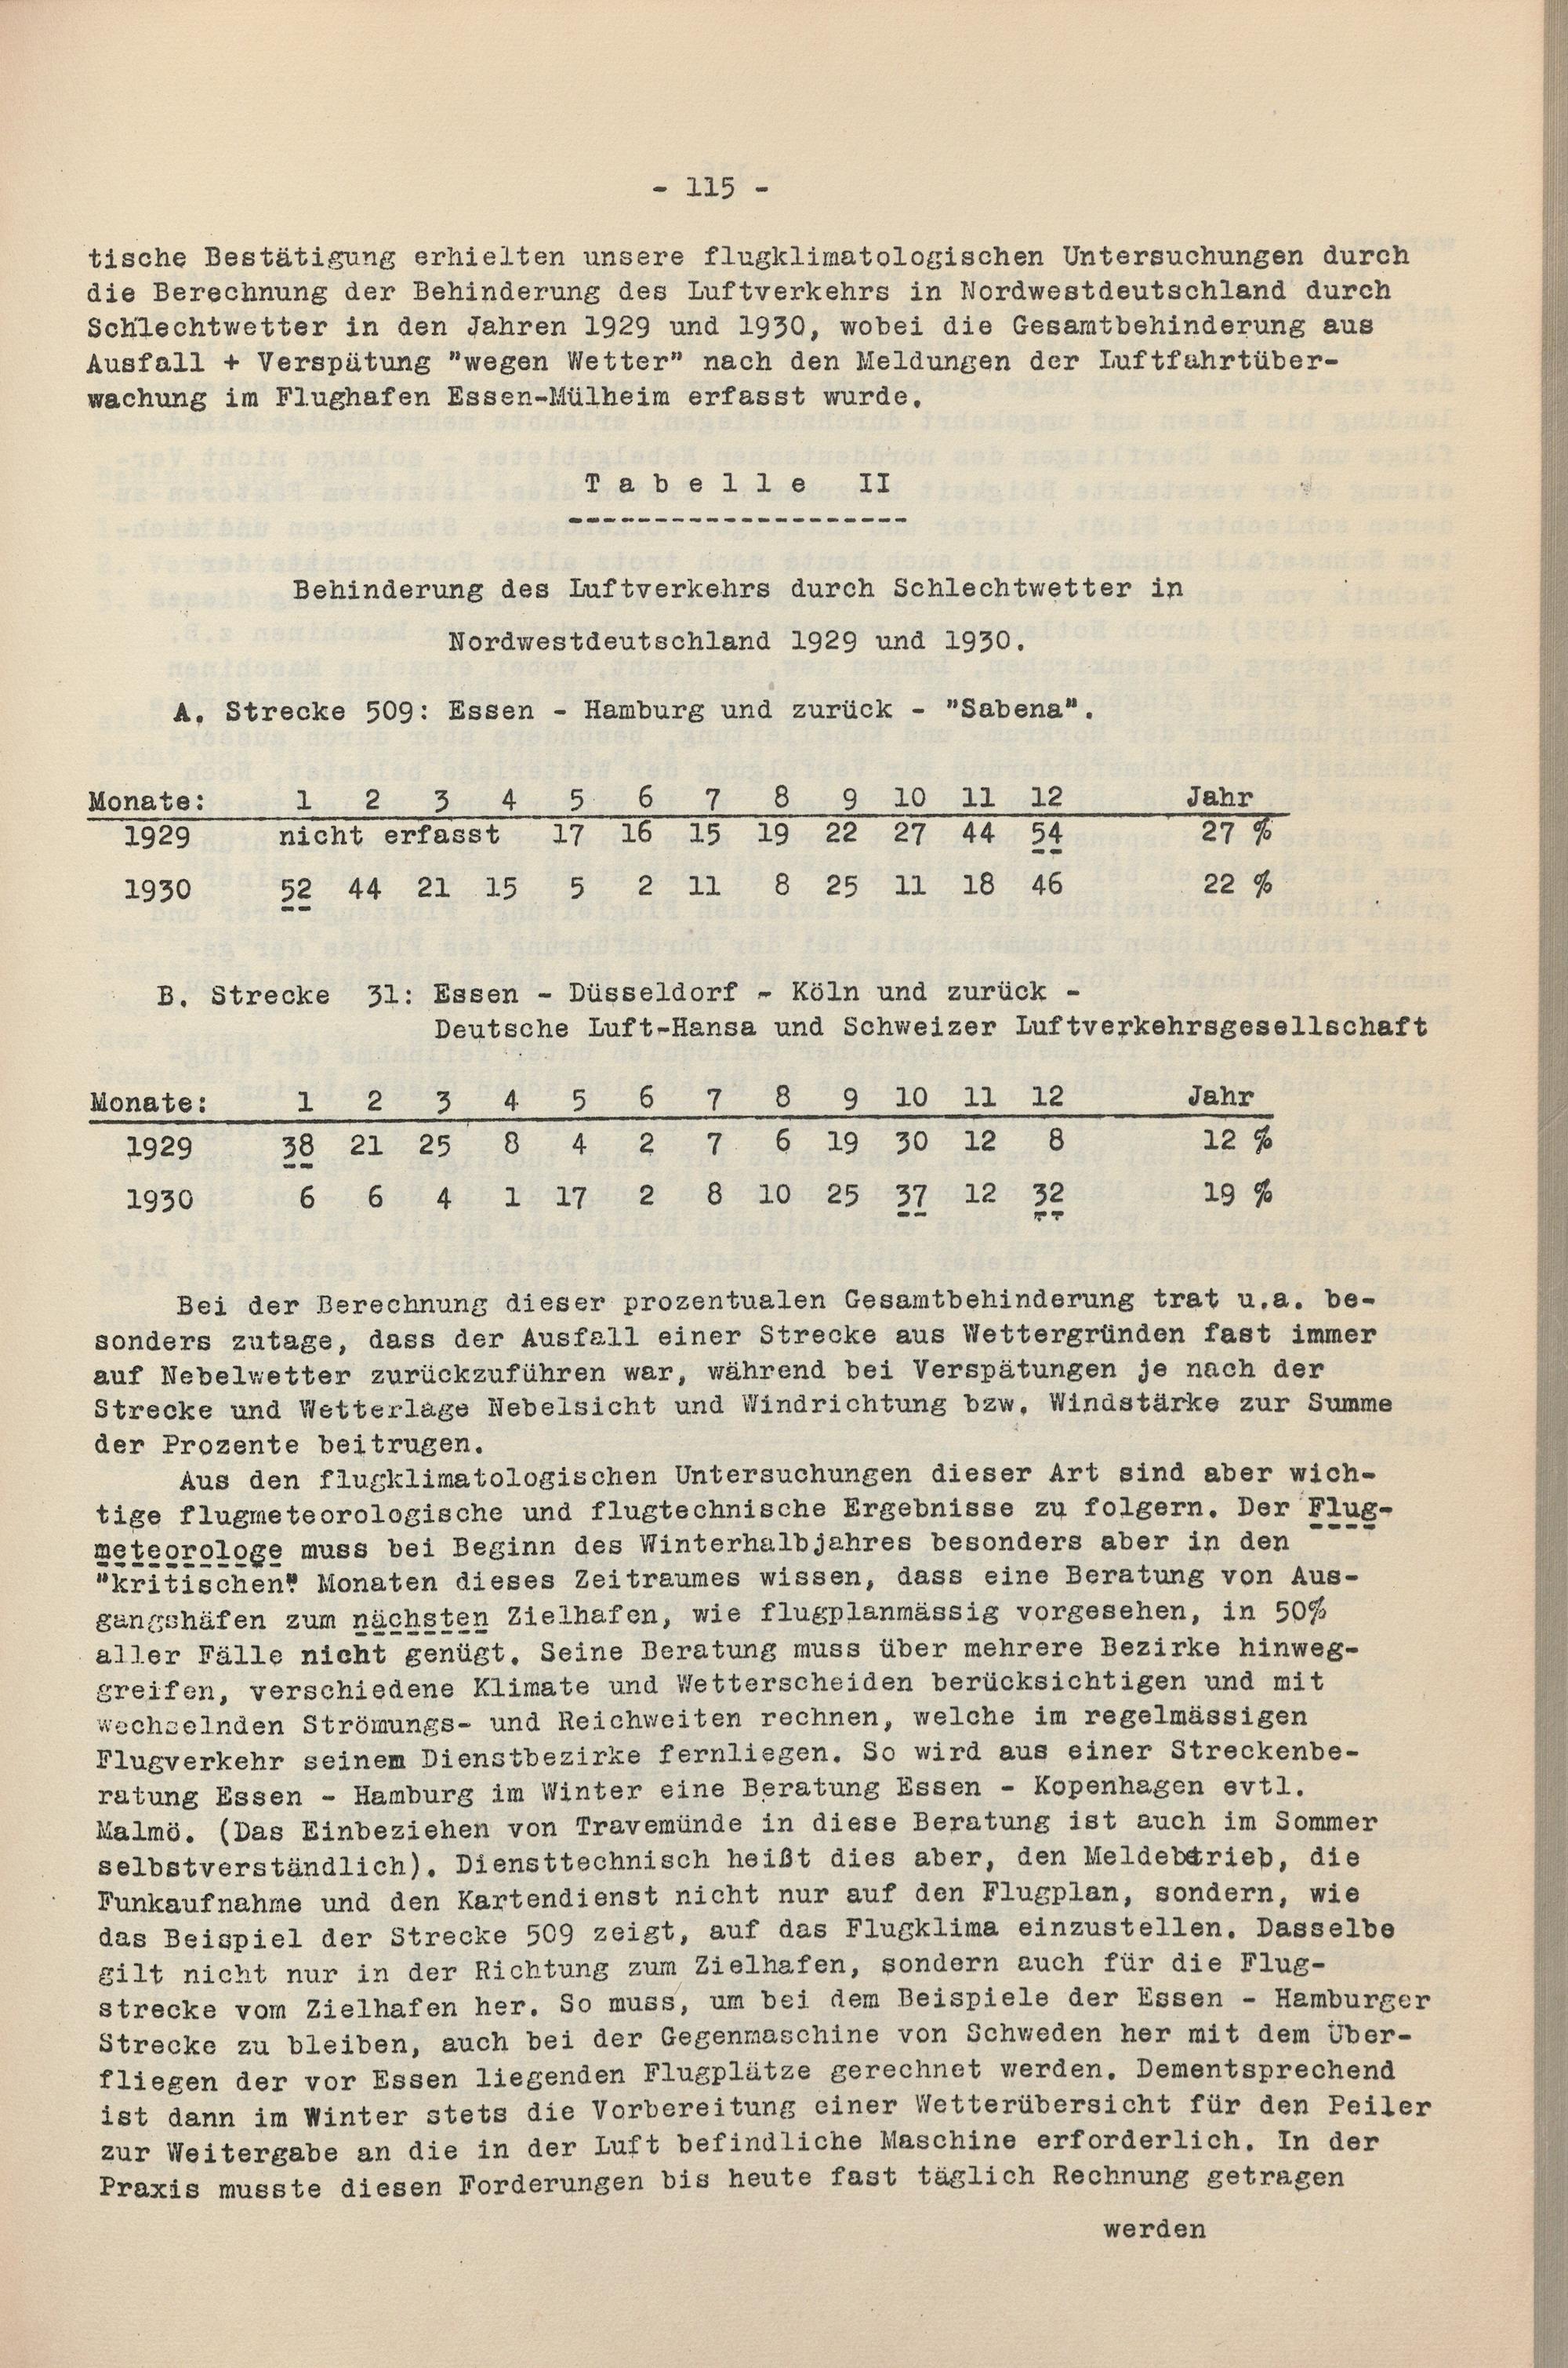 - 115 -
tische Bestätigung erhielten unsere flugklimatologischen Untersuchungen durch
die Berechnung der Behinderung des Luftverkehrs in Nordwestdeutschland durch
Schlechtwetter in den Jahren 1929 und 1930, wobei die Gesamtbehinderung aus
Ausfall + Verspätung "wegen Wetter" nach den Meldungen der Luftfahrtüber-
wachung im Flughafen Essen-Mülheim erfasst wurde.
T a b e l l e   II
--------------------
Behinderung des Luftverkehrs durch Schlechtwetter in
Nordwestdeutschland 1929 und 1930.
A. Strecke 509: Essen - Hamburg und zurück - "Sabena".
Monate: 1 2 3 4 5 6 7 8 9 10 11 12 Jahr
1929 nicht erfasst 17 16 15 19 22 27 44 54 27 %
1930 52 44 21 15 5 2 11 8 25 11 18 46 22 %
B. Strecke 31: Essen - Düsseldorf - Köln und zurück -
Deutsche Luft-Hansa und Schweizer Luftverkehrsgesellschaft
Monate: 1 2 3 4 5 6 7 8 9 10 11 12 Jahr
1929 38 21 25 8 4 2 7 6 19 30 12 8 12 %
1930 6 6 4 1 17 2 8 10 25 37 12 32 19 %
Bei der Berechnung dieser prozentualen Gesamtbehinderung trat u.a. be-
sonders zutage, dass der Ausfall einer Strecke aus Wettergründen fast immer
auf Nebelwetter zurückzuführen war, während bei Verspätungen je nach der
Strecke und Wetterlage Nebelsicht und Windrichtung bzw. Windstärke zur Summe
der Prozente beitrugen.
Aus den flugklimatologischen Untersuchungen dieser Art sind aber wich-
tige flugmeteorologische und flugtechnische Ergebnisse zu folgern. Der Flug-
meteorologe muss bei Beginn des Winterhalbjahres besonders aber in den
"kritischen" Monaten dieses Zeitraumes wissen, dass eine Beratung von Aus-
gangshäfen zum nächsten Zielhafen, wie flugplanmässig vorgesehen, in 50%
aller Fälle nicht genügt. Seine Beratung muss über mehrere Bezirke hinweg-
greifen, verschiedene Klimate und Wetterscheiden berücksichtigen und mit
wechselnden Strömungs- und Reichweiten rechnen, welche im regelmässigen
Flugverkehr seinem Dienstbezirke fernliegen. So wird aus einer Streckenbe-
ratung Essen - Hamburg im Winter eine Beratung Essen - Kopenhagen evtl.
Malmö. (Das Einbeziehen von Travemünde in diese Beratung ist auch im Sommer
selbstverständlich). Diensttechnisch heißt dies aber, den Meldebetrieb, die
Funkaufnahme und den Kartendienst nicht nur auf den Flugplan, sondern, wie
das Beispiel der Strecke 509 zeigt, auf das Flugklima einzustellen. Dasselbe
gilt nicht nur in der Richtung zum Zielhafen, sondern auch für die Flug-
strecke vom Zielhafen her. So muss, um bei dem Beispiele der Essen - Hamburger
Strecke zu bleiben, auch bei der Gegenmaschine von Schweden her mit dem Über-
fliegen der vor Essen liegenden Flugplätze gerechnet werden. Dementsprechend
ist dann im Winter stets die Vorbereitung einer Wetterübersicht für den Peiler
zur Weitergabe an die in der Luft befindliche Maschine erforderlich. In der
Praxis musste diesen Forderungen bis heute fast täglich Rechnung getragen
werden